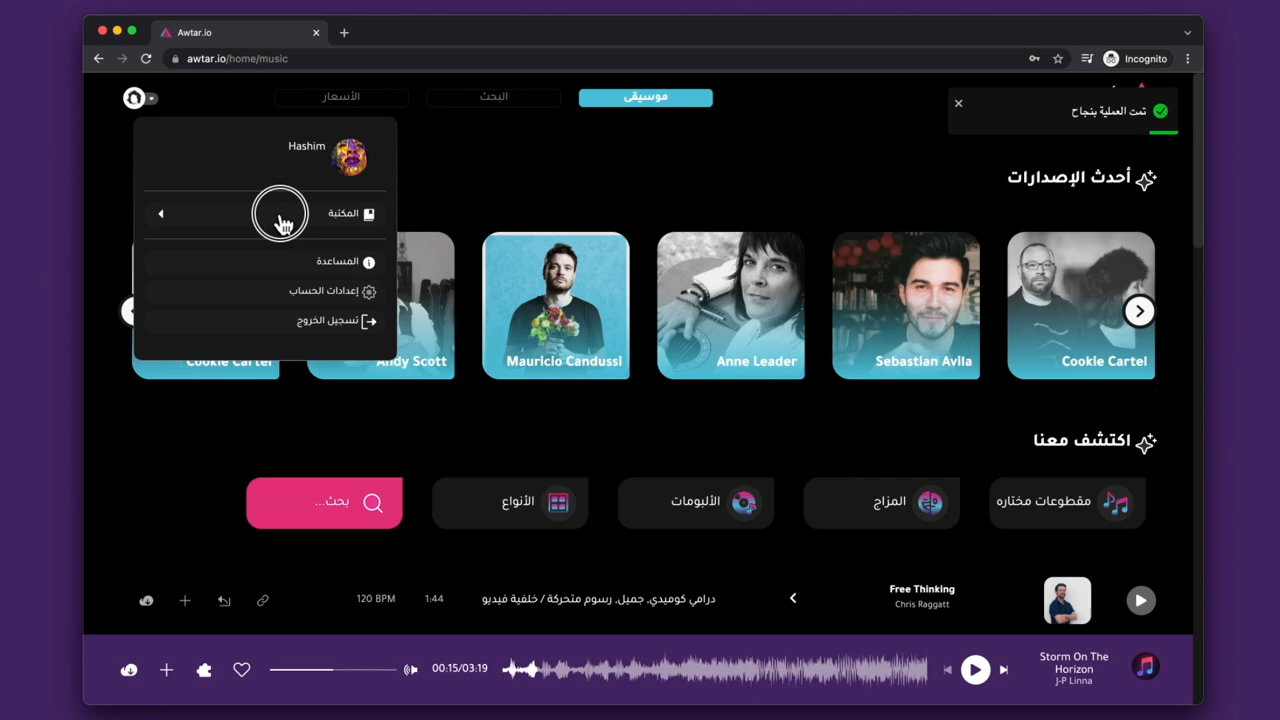 Awtar.io
awtar.io/home/music
Incognito
موسيقى
البحث
الأسعار
تمت العملية بنجاح
Hashim
المكتبة
المساعدة
إعدادات الحساب
تسجيل الخروج
أحدث الإصدارات
Cookie Cartel
Sebastian Avila
Anne Leader
Mauricio Candussi
Andy Scott
Cookie Cartel
اكتشف معنا
مقطوعات مختاره
المزاج
الألبومات
الأنواع
بحث...
Free Thinking
Chris Raggatt
درامي كوميدي, جميل, رسوم متحركة / خلفية فيديو
1:44
120 BPM
Storm On The
Horizon
J-P Linna
00:15/03:19